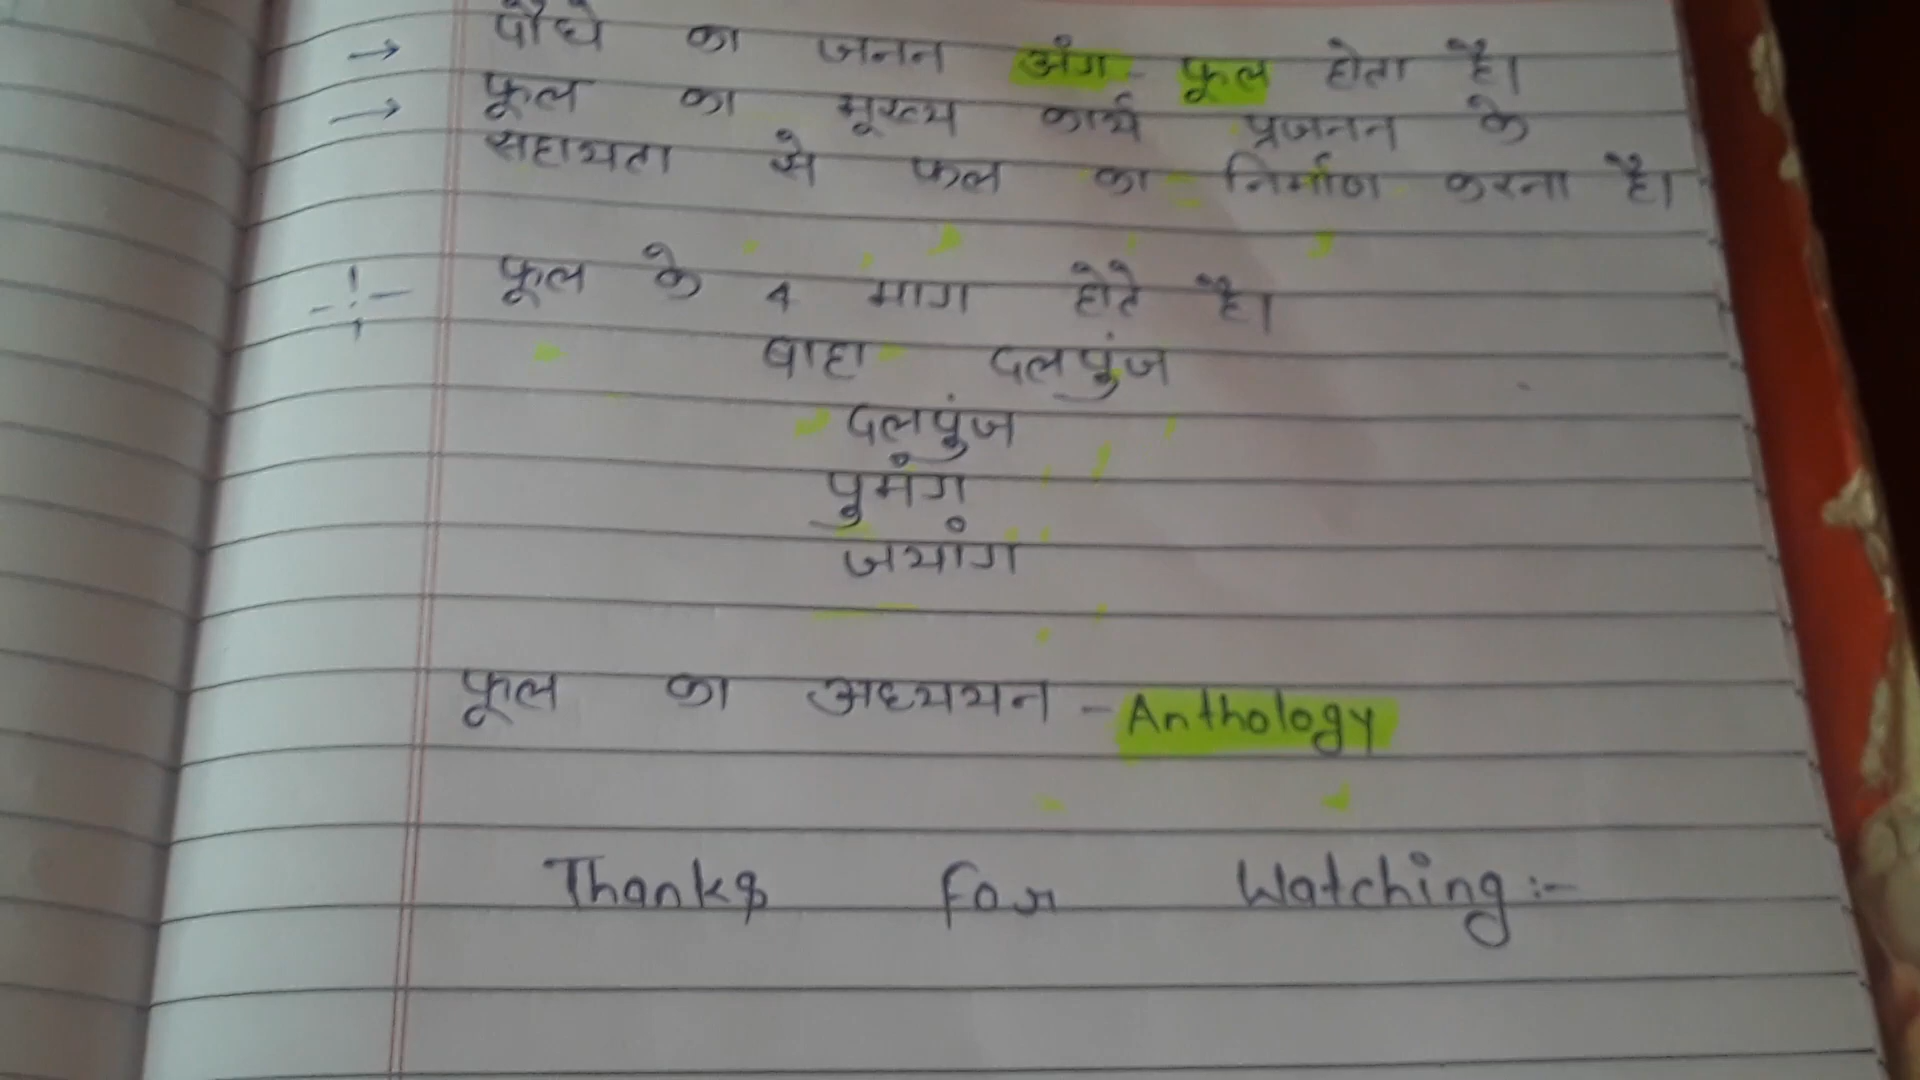 → पौधे का जनन अंग - फूल होता है।
→ फूल का मूख्य कार्य प्रजनन के
सहायता से फल का निर्माण करना है।
-!- फूल के 4 भाग होते है।
बाहा दलपुंज
दलपुंज
पुमंग
जयांग
फूल का अध्ययन - Anthology
Thanks for Watching :-